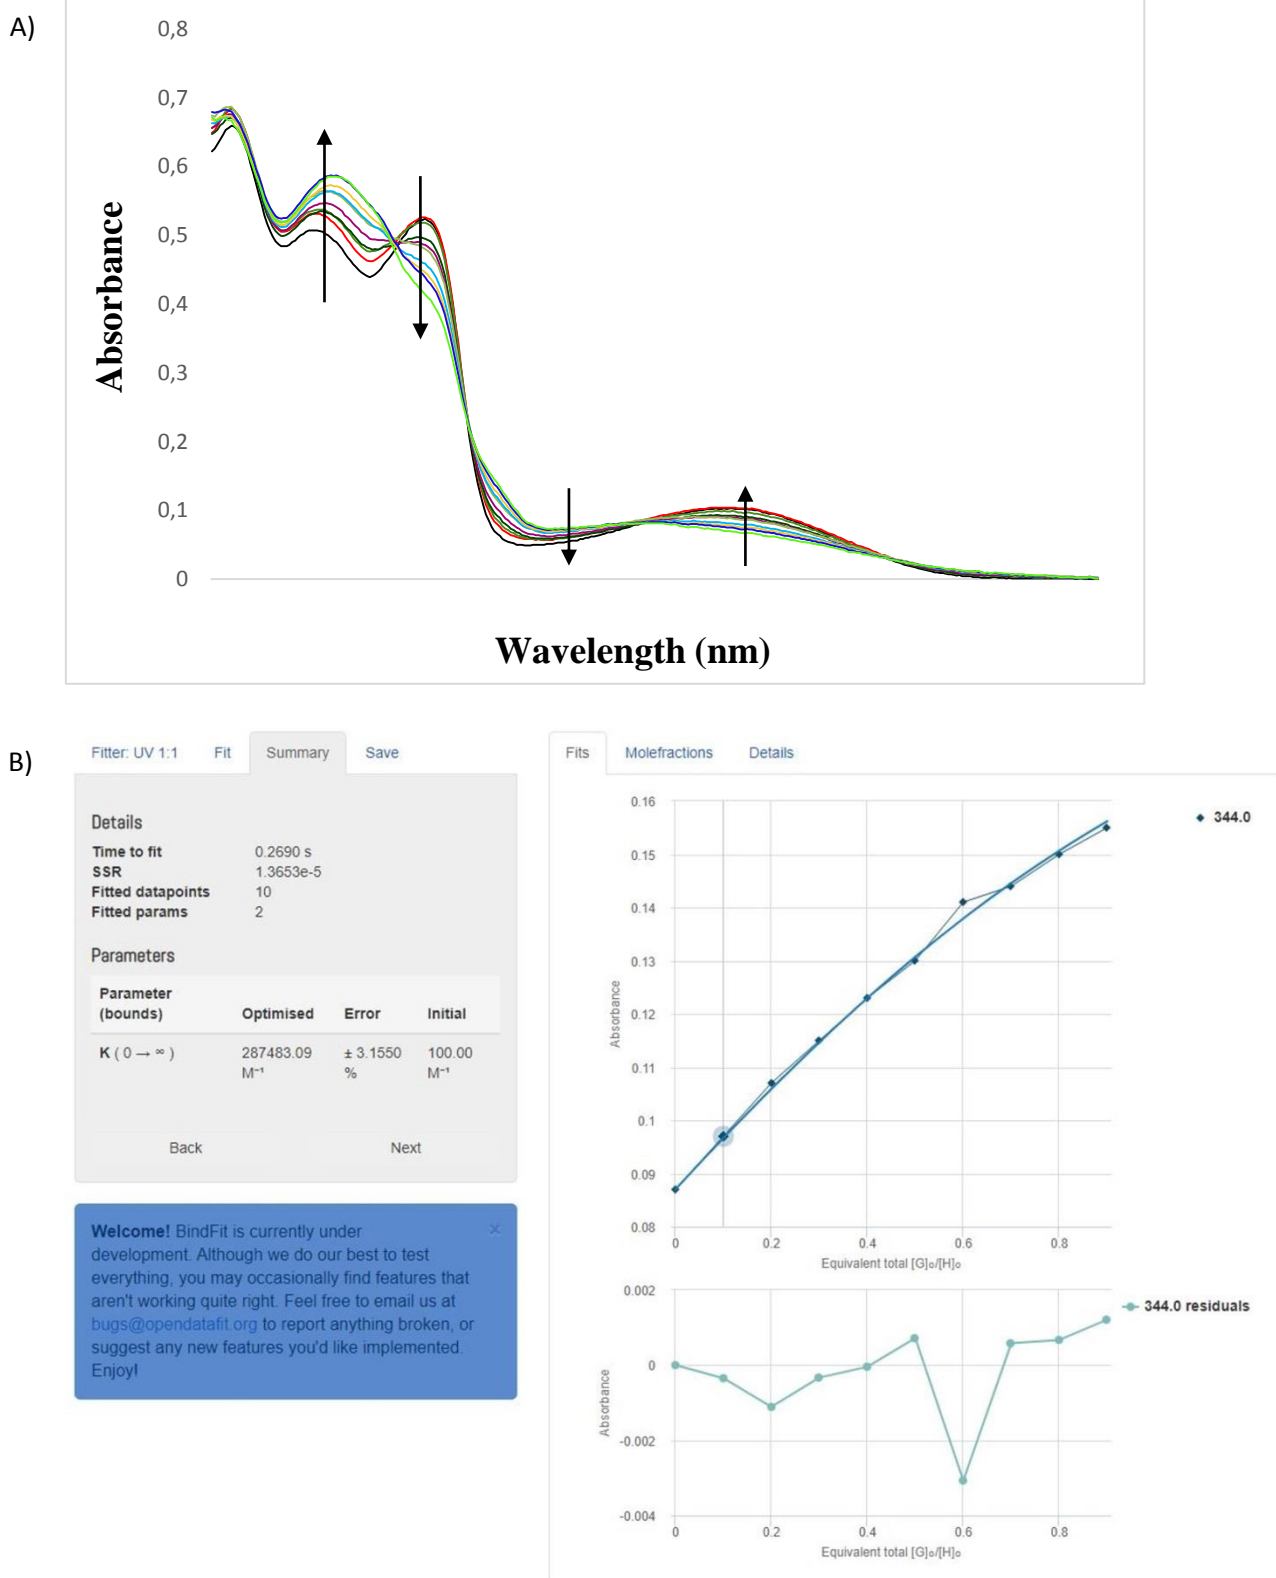 A)
0,8
0,7
0,6
0,5
0,4
0,3
0,2
0,1
0
Absorbance
Wavelength (nm)
B)
Fitter: UV 1:1 Fit Summary Save
Details
Time to fit 0.2690 s
SSR 1.3653e-5
Fitted datapoints 10
Fitted params 2
Parameters
Parameter (bounds) Optimised Error Initial
K ( 0 → ∞ ) 287483.09 M⁻¹ ± 3.1550 % 100.00 M⁻¹
Back Next
Welcome! BindFit is currently under
development. Although we do our best to test
everything, you may occasionally find features that
aren't working quite right. Feel free to email us at
bugs@opendatafit.org to report anything broken, or
suggest any new features you'd like implemented.
Enjoy!
×
Fits Molefractions Details
0.16
0.15
0.14
0.13
0.12
0.11
0.1
0.09
0.08
Absorbance
0 0.2 0.4 0.6 0.8
Equivalent total [G]₀/[H]₀
344.0
0.002
0
-0.002
-0.004
Absorbance
0 0.2 0.4 0.6 0.8
Equivalent total [G]₀/[H]₀
344.0 residuals